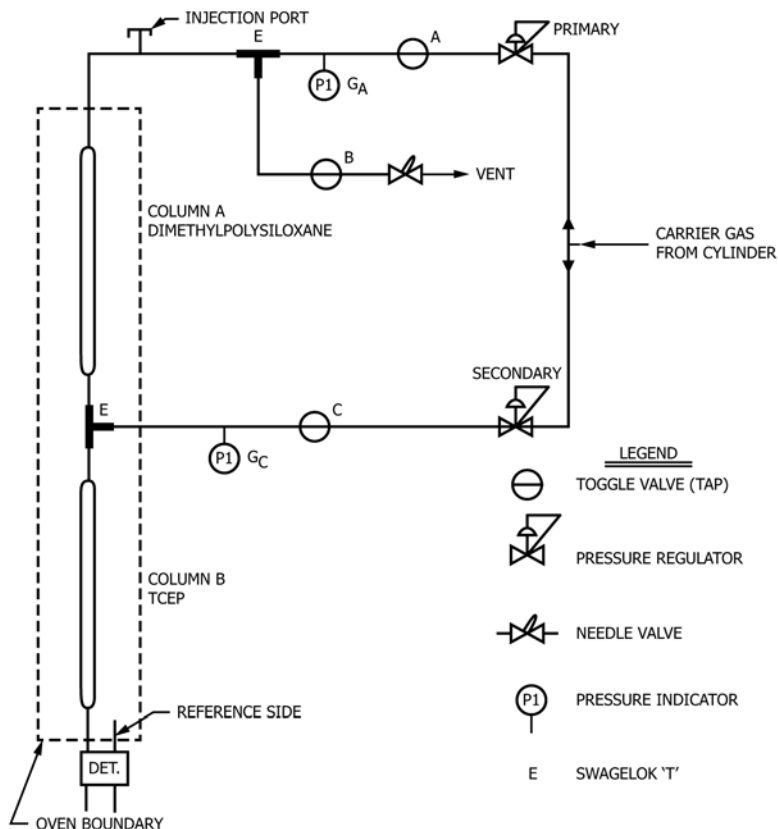 INJECTION PORT
E
A
PRIMARY
P1
GA
B
VENT
COLUMN A
DIMETHYLPOLYSILOXANE
CARRIER GAS
FROM CYLINDER
SECONDARY
E
C
P1
GC
LEGEND
TOGGLE VALVE (TAP)
PRESSURE REGULATOR
COLUMN B
TCEP
NEEDLE VALVE
REFERENCE SIDE
P1
PRESSURE INDICATOR
DET.
E SWAGELOK 'T'
OVEN BOUNDARY